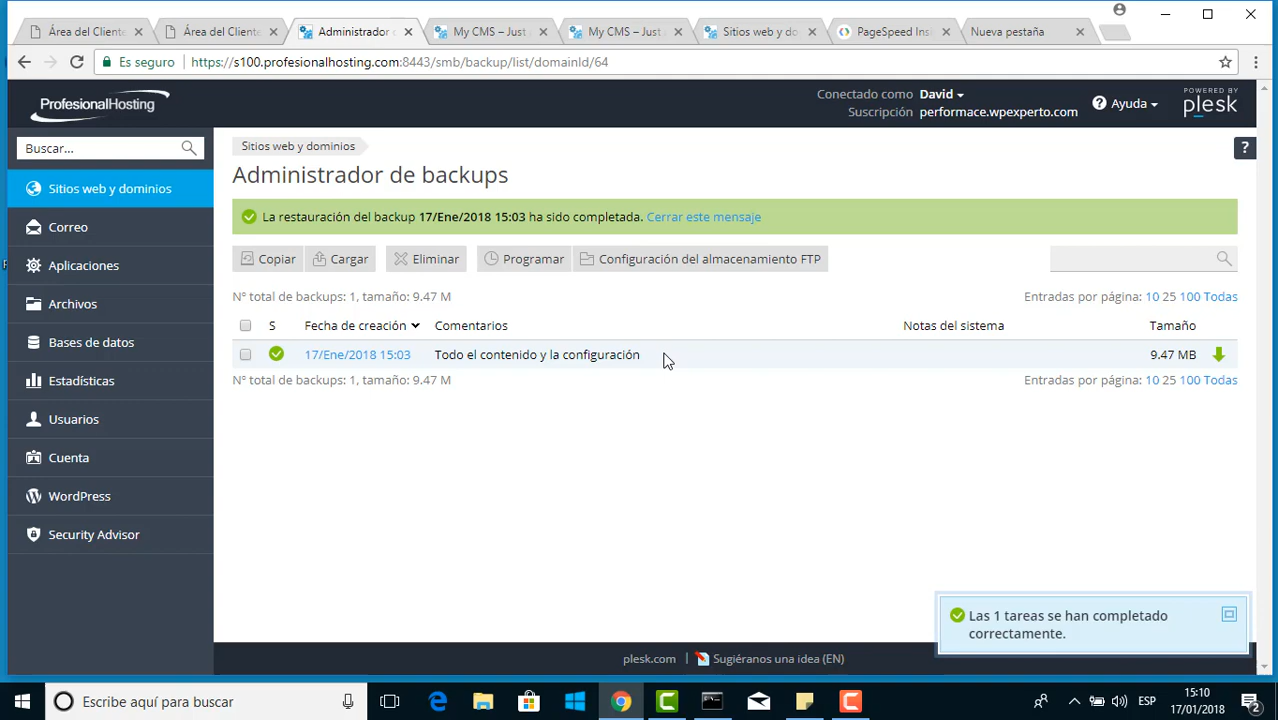 Área del Cliente
Área del Cliente
Administrador
My CMS – Just
My CMS – Just
Sitios web y do
PageSpeed Insi
Nueva pestaña
Es seguro
https://s100.profesionalhosting.com:8443/smb/backup/list/domainId/64
ProfesionalHosting
Conectado como David
Suscripción performace.wpexperto.com
Ayuda
POWERED BY
plesk
Buscar...
Sitios web y dominios
Correo
Aplicaciones
Archivos
Bases de datos
Estadísticas
Usuarios
Cuenta
WordPress
Security Advisor
Sitios web y dominios
?
Administrador de backups
La restauración del backup 17/Ene/2018 15:03 ha sido completada. Cerrar este mensaje
Copiar
Cargar
Eliminar
Programar
Configuración del almacenamiento FTP
Nº total de backups: 1, tamaño: 9.47 M
Entradas por página: 10 25 100 Todas
S
Fecha de creación
Comentarios
Notas del sistema
Tamaño
17/Ene/2018 15:03
Todo el contenido y la configuración
9.47 MB
Nº total de backups: 1, tamaño: 9.47 M
Entradas por página: 10 25 100 Todas
Las 1 tareas se han completado
correctamente.
plesk.com
Sugiéranos una idea (EN)
Escribe aquí para buscar
ESP
15:10
17/01/2018
2